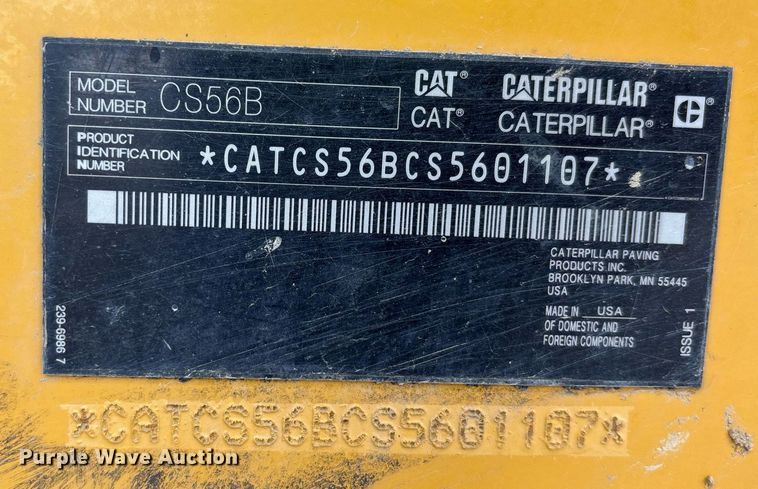 MODEL NUMBER CS56B
CAT® CATERPILLAR®
CAT® CATERPILLAR®
PRODUCT
IDENTIFICATION
NUMBER
*CATCS56BCS5601107*
CATERPILLAR PAVING
PRODUCTS INC.
BROOKLYN PARK, MN 55445
USA
MADE IN USA
OF DOMESTIC AND
FOREIGN COMPONENTS
ISSUE 1
239-6986 7
*CATCS56BCS5601107*
Purple Wave Auction